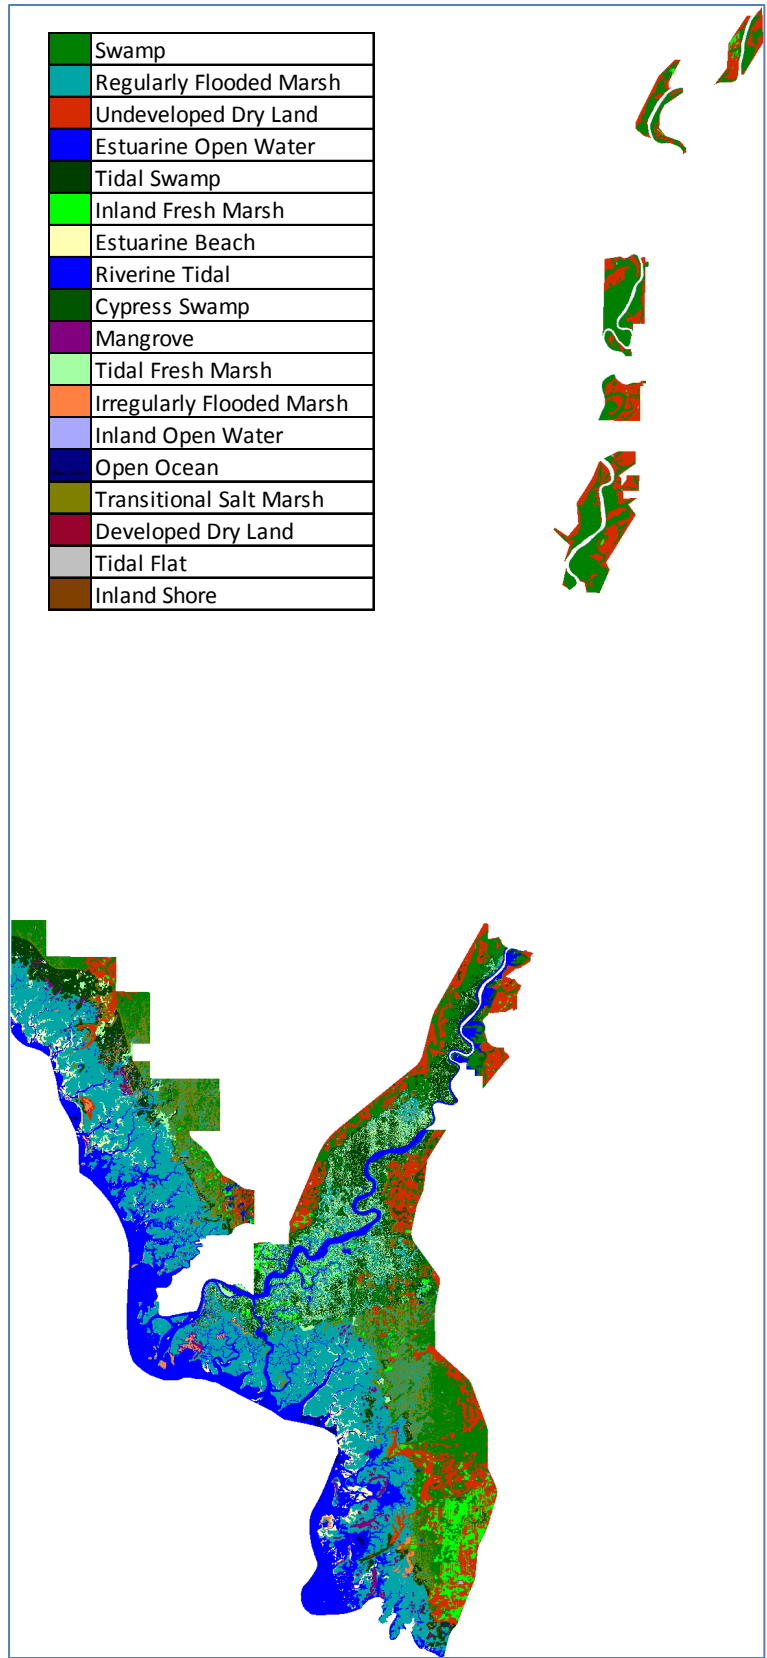 Swamp
Regularly Flooded Marsh
Undeveloped Dry Land
Estuarine Open Water
Tidal Swamp
Inland Fresh Marsh
Estuarine Beach
Riverine Tidal
Cypress Swamp
Mangrove
Tidal Fresh Marsh
Irregularly Flooded Marsh
Inland Open Water
Open Ocean
Transitional Salt Marsh
Developed Dry Land
Tidal Flat
Inland Shore